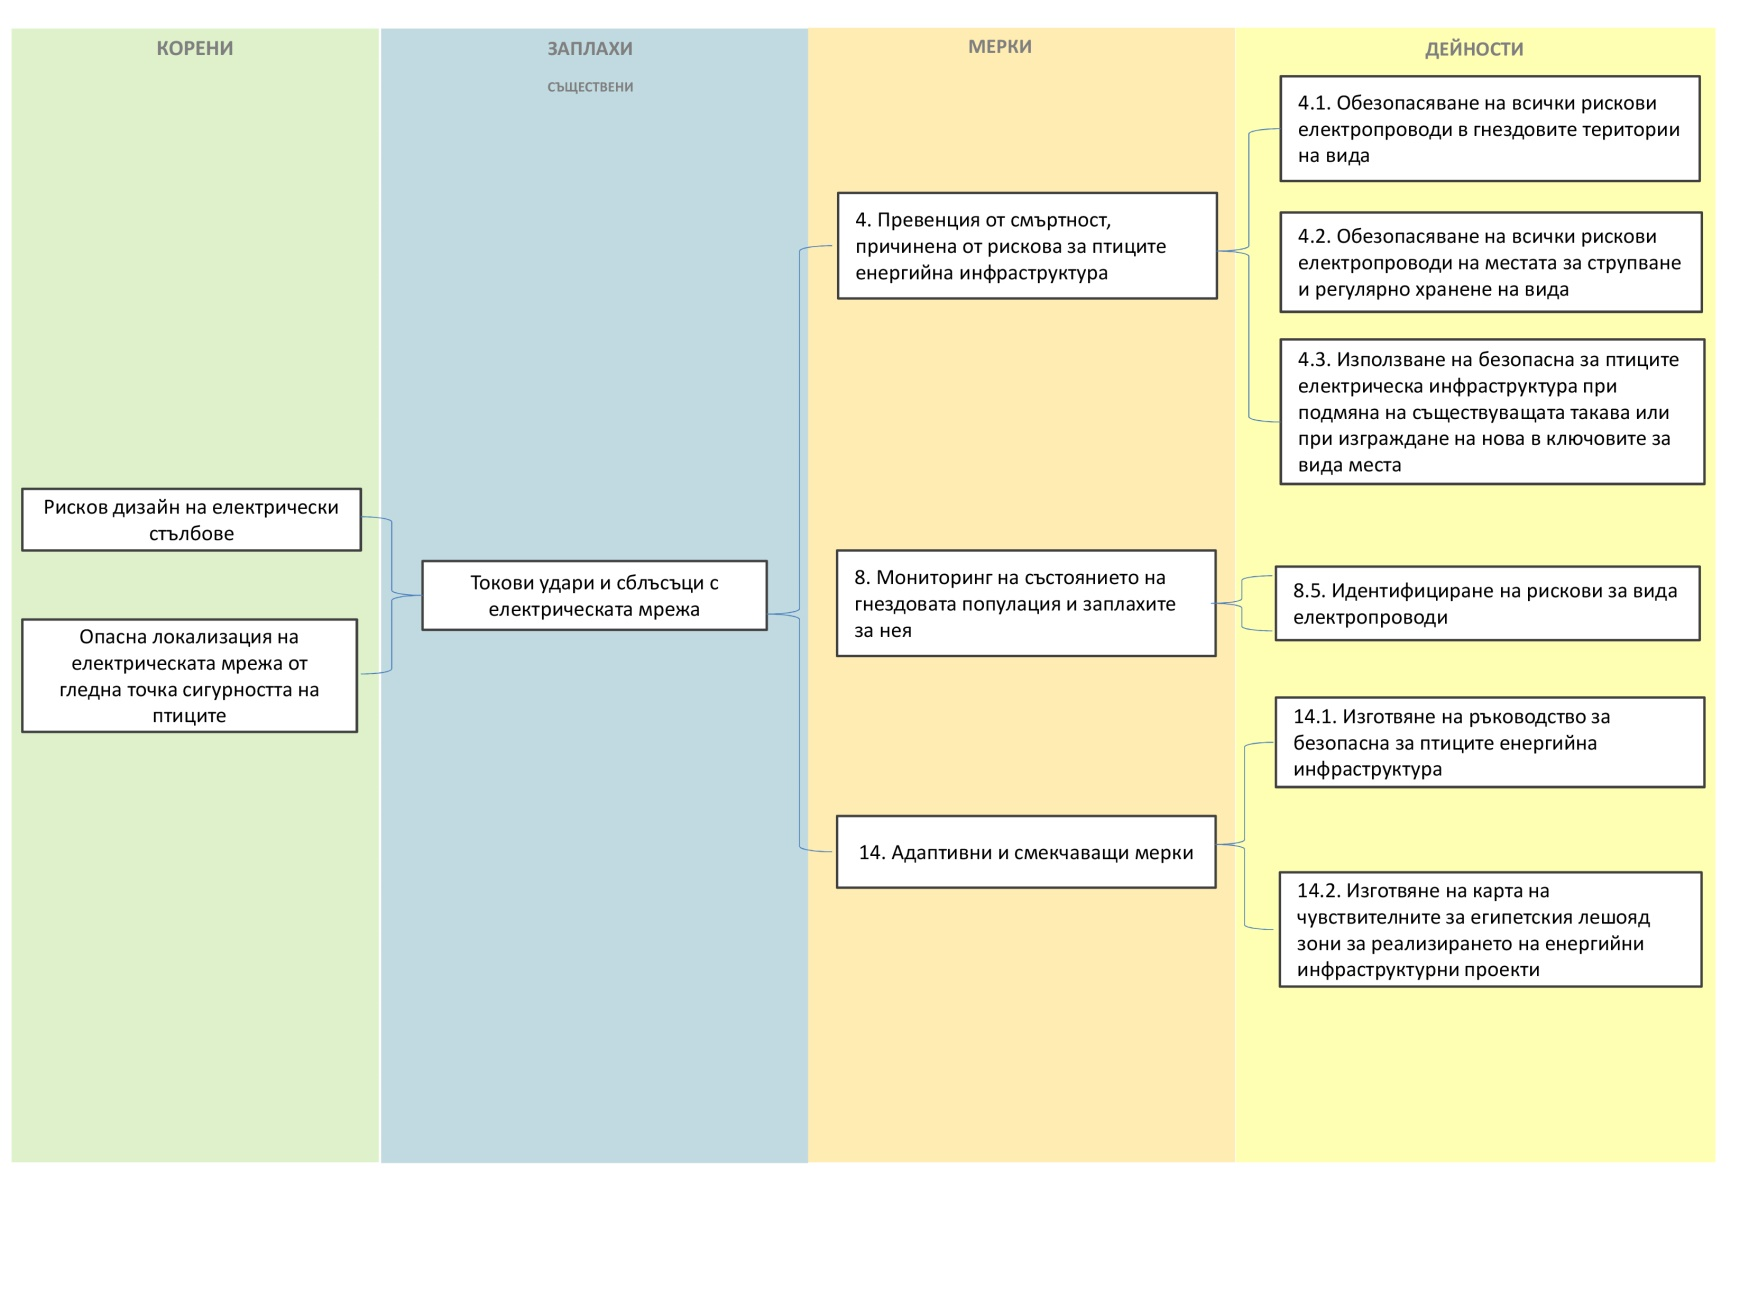 КОРЕНИ
ЗАПЛАХИ
СЪЩЕСТВЕНИ
МЕРКИ
ДЕЙНОСТИ
Рисков дизайн на електрически
стълбове
Опасна локализация на
електрическата мрежа от
гледна точка сигурността на
птиците
Токови удари и сблъсъци с
електрическата мрежа
4. Превенция от смъртност,
причинена от рискова за птиците
енергийна инфраструктура
8. Мониторинг на състоянието на
гнездовата популация и заплахите
за нея
14. Адаптивни и смекчаващи мерки
4.1. Обезопасяване на всички рискови
електропроводи в гнездовите територии
на вида
4.2. Обезопасяване на всички рискови
електропроводи на местата за струпване
и регулярно хранене на вида
4.3. Използване на безопасна за птиците
електрическа инфраструктура при
подмяна на съществуващата такава или
при изграждане на нова в ключовите за
вида места
8.5. Идентифициране на рискови за вида
електропроводи
14.1. Изготвяне на ръководство за
безопасна за птиците енергийна
инфраструктура
14.2. Изготвяне на карта на
чувствителните за египетския лешояд
зони за реализирането на енергийни
инфраструктурни проекти